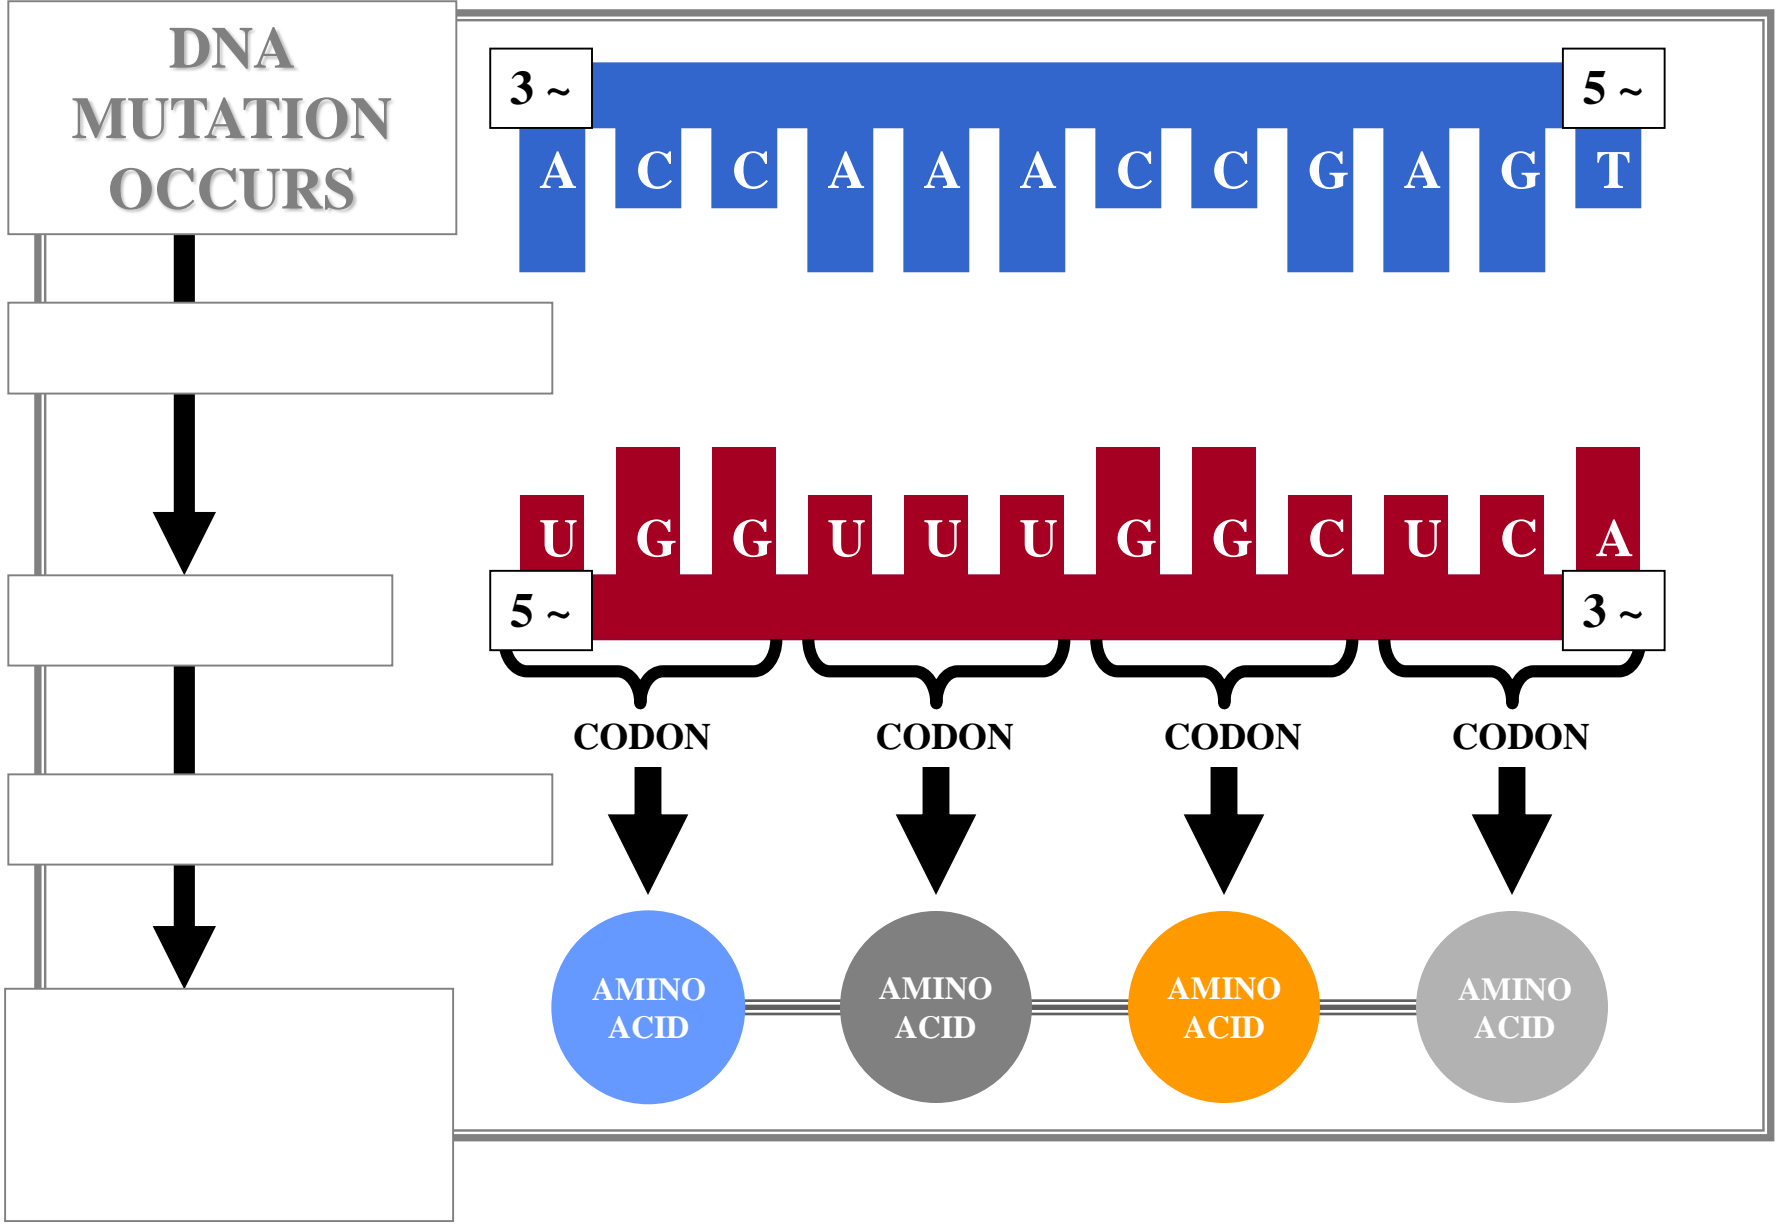 DNA
MUTATION
OCCURS
3 ~
5 ~
A C C A A A C C G A G T
U G G U U U G G C U C A
5 ~
3 ~
CODON CODON CODON CODON
AMINO AMINO AMINO AMINO
ACID ACID ACID ACID